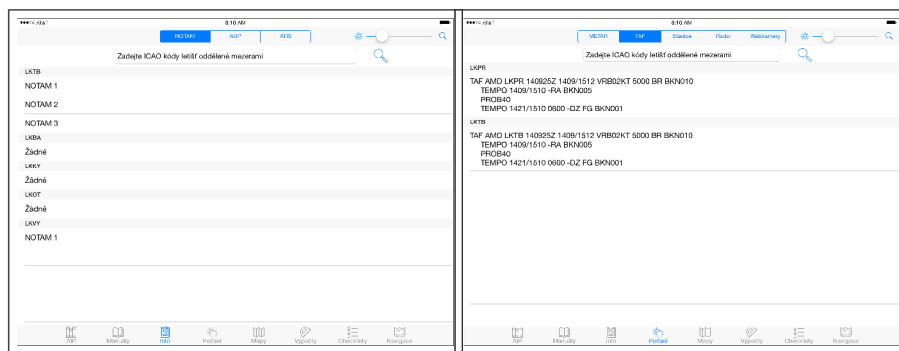 8:10 AM
NOTAM AUP ATIS
Zadejte ICAO kódy letišť oddělené mezerami
LKTB
NOTAM 1
NOTAM 2
NOTAM 3
LKBA
Žádné
LKKY
Žádné
LKOT
Žádné
LKVY
NOTAM 1
AIP Manuály Info Počasí Mapy Výpočty Checklisty Navigace
8:10 AM
METAR TAF Stanice Radar Webkamery
Zadejte ICAO kódy letišť oddělené mezerami
LKPR
TAF AMD LKPR 140925Z 1409/1512 VRB02KT 5000 BR BKN010
TEMPO 1409/1510 -RA BKN005
PROB40
TEMPO 1421/1510 0600 -DZ FG BKN001
LKTB
TAF AMD LKTB 140925Z 1409/1512 VRB02KT 5000 BR BKN010
TEMPO 1409/1510 -RA BKN005
PROB40
TEMPO 1421/1510 0600 -DZ FG BKN001
AIP Manuály Info Počasí Mapy Výpočty Checklisty Navigace